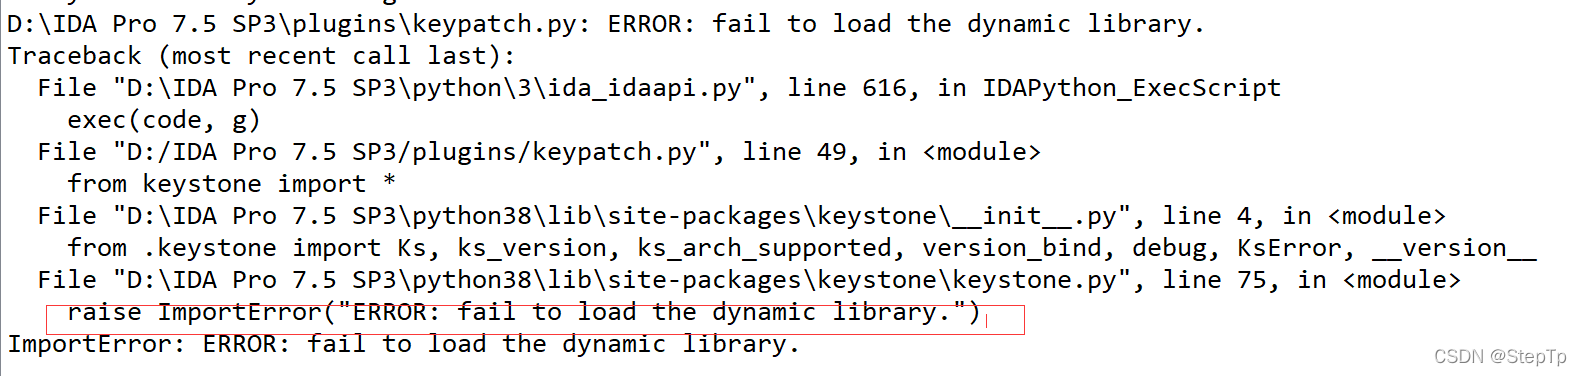 D:\IDA Pro 7.5 SP3\plugins\keypatch.py: ERROR: fail to load the dynamic library.
Traceback (most recent call last):
  File "D:\IDA Pro 7.5 SP3\python\3\ida_idaapi.py", line 616, in IDAPython_ExecScript
    exec(code, g)
  File "D:/IDA Pro 7.5 SP3/plugins/keypatch.py", line 49, in <module>
    from keystone import *
  File "D:\IDA Pro 7.5 SP3\python38\lib\site-packages\keystone\__init__.py", line 4, in <module>
    from .keystone import Ks, ks_version, ks_arch_supported, version_bind, debug, KsError, __version__
  File "D:\IDA Pro 7.5 SP3\python38\lib\site-packages\keystone\keystone.py", line 75, in <module>
    raise ImportError("ERROR: fail to load the dynamic library.")
ImportError: ERROR: fail to load the dynamic library.
CSDN @StepTp